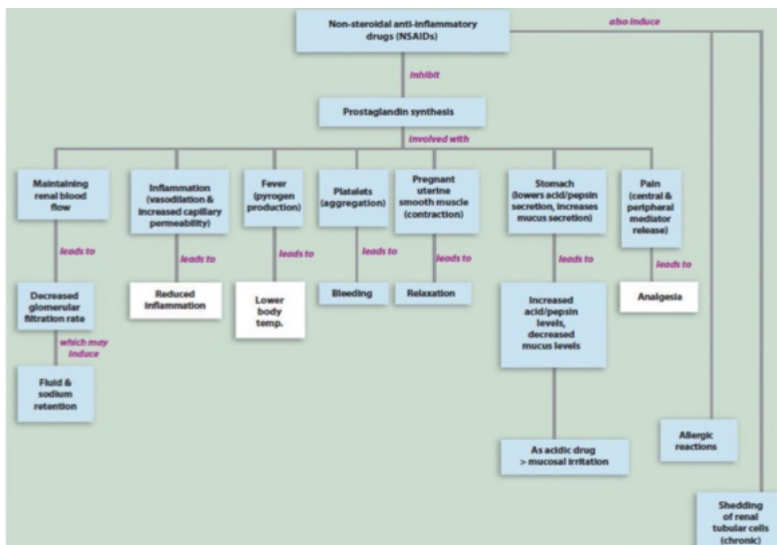 Non-steroidal anti-inflammatory
drugs (NSAIDs)
also induce
inhibit
Prostaglandin synthesis
involved with
Maintaining
renal blood
flow
Inflammation
(vasodilation &
increased capillary
permeability)
Fever
(pyrogen
production)
Platelets
(aggregation)
Pregnant
uterine
smooth muscle
(contraction)
Stomach
(lowers acid/pepsin
secretion, increases
mucus secretion)
Pain
(central &
peripheral
mediator
release)
leads to
leads to
leads to
leads to
leads to
leads to
leads to
Decreased
glomerular
filtration rate
Reduced
inflammation
Lower
body
temp.
Bleeding
Relaxation
Increased
acid/pepsin
levels,
decreased
mucus levels
Analgesia
which may
induce
Fluid &
sodium
retention
As acidic drug
> mucosal irritation
Allergic
reactions
Shedding
of renal
tubular cells
(chronic)